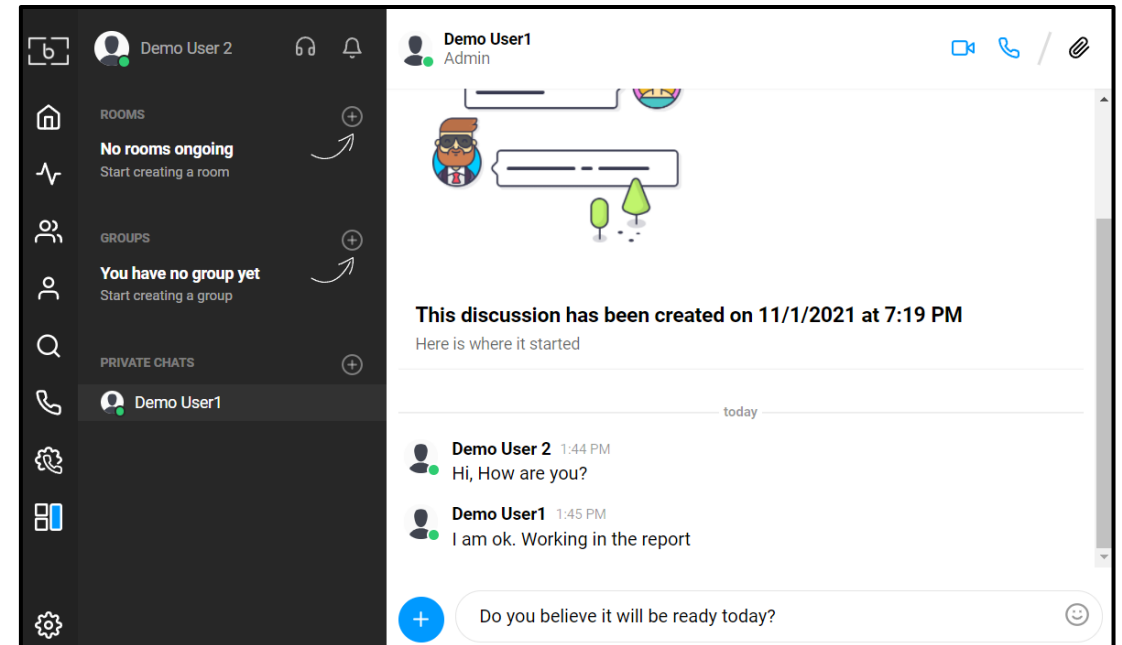 b
Demo User 2
ROOMS
No rooms ongoing
Start creating a room
GROUPS
You have no group yet
Start creating a group
PRIVATE CHATS
Demo User1
Demo User1
Admin
This discussion has been created on 11/1/2021 at 7:19 PM
Here is where it started
today
Demo User 2 1:44 PM
Hi, How are you?
Demo User1 1:45 PM
I am ok. Working in the report
Do you believe it will be ready today?